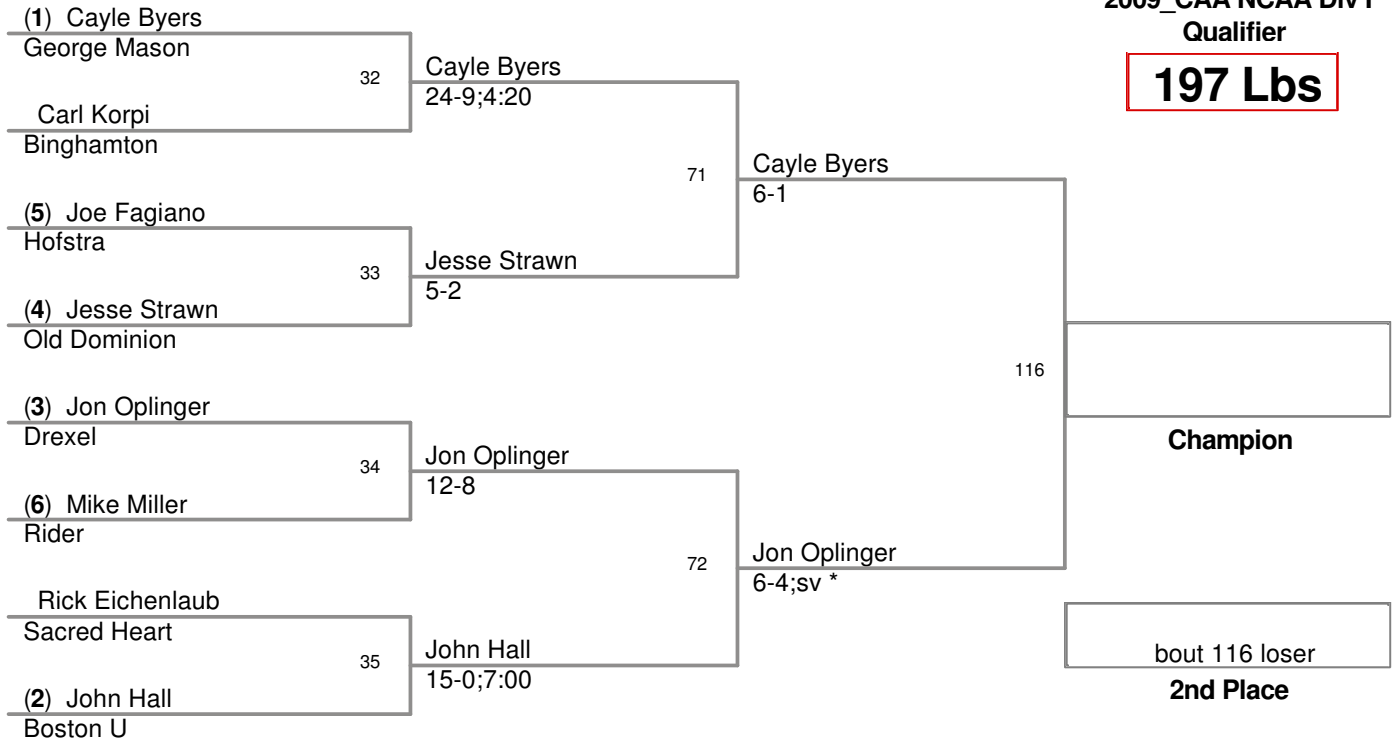 2009_CAA NCAA DIV I
Qualifier
197 Lbs
(1) Cayle Byers
George Mason
32
Carl Korpi
Binghamton
Cayle Byers
24-9;4:20
(5) Joe Fagiano
Hofstra
33
(4) Jesse Strawn
Old Dominion
Jesse Strawn
5-2
71
Cayle Byers
6-1
(3) Jon Oplinger
Drexel
34
(6) Mike Miller
Rider
Jon Oplinger
12-8
Rick Eichenlaub
Sacred Heart
35
(2) John Hall
Boston U
John Hall
15-0;7:00
72
Jon Oplinger
6-4;sv *
116
Champion
bout 116 loser
2nd Place